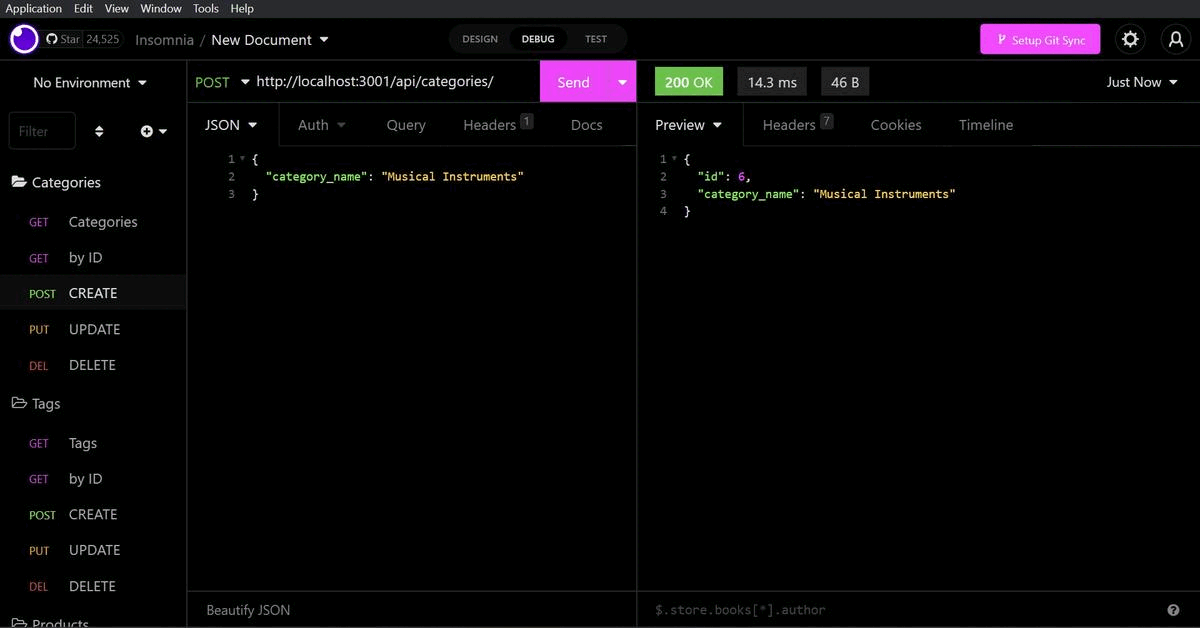 Application Edit View Window Tools Help
Star 24,525 Insomnia / New Document DESIGN DEBUG TEST Setup Git Sync
No Environment POST http://localhost:3001/api/categories/ Send 200 OK 14.3 ms 46 B Just Now
Filter JSON Auth Query Headers 1 Docs Preview Headers 7 Cookies Timeline
1 { 1 {
2 "category_name": "Musical Instruments" 2 "id": 6,
3 } 3 "category_name": "Musical Instruments"
4 }
Categories
GET Categories
GET by ID
POST CREATE
PUT UPDATE
DEL DELETE
Tags
GET Tags
GET by ID
POST CREATE
PUT UPDATE
DEL DELETE
Products
Beautify JSON $.store.books[*].author ?